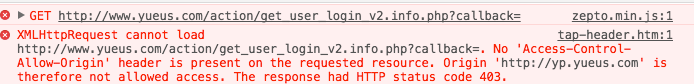 GET http://www.yueus.com/action/get_user_login_v2.info.php?callback= zepto.min.js:1
XMLHttpRequest cannot load tap-header.htm:1
http://www.yueus.com/action/get_user_login_v2.info.php?callback=. No 'Access-Control-
Allow-Origin' header is present on the requested resource. Origin 'http://yp.yueus.com' is
therefore not allowed access. The response had HTTP status code 403.